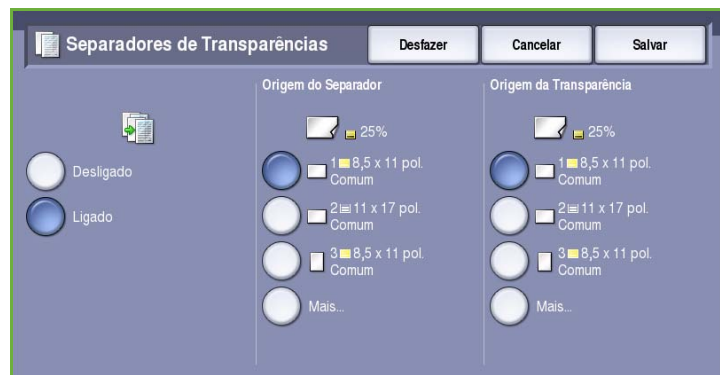 Separadores de Transparências
Desfazer
Cancelar
Salvar
Desligado
Ligado
Origem do Separador
25%
1 8,5 x 11 pol.
Comum
2 11 x 17 pol.
Comum
3 8,5 x 11 pol.
Comum
Mais...
Origem da Transparência
25%
1 8,5 x 11 pol.
Comum
2 11 x 17 pol.
Comum
3 8,5 x 11 pol.
Comum
Mais...